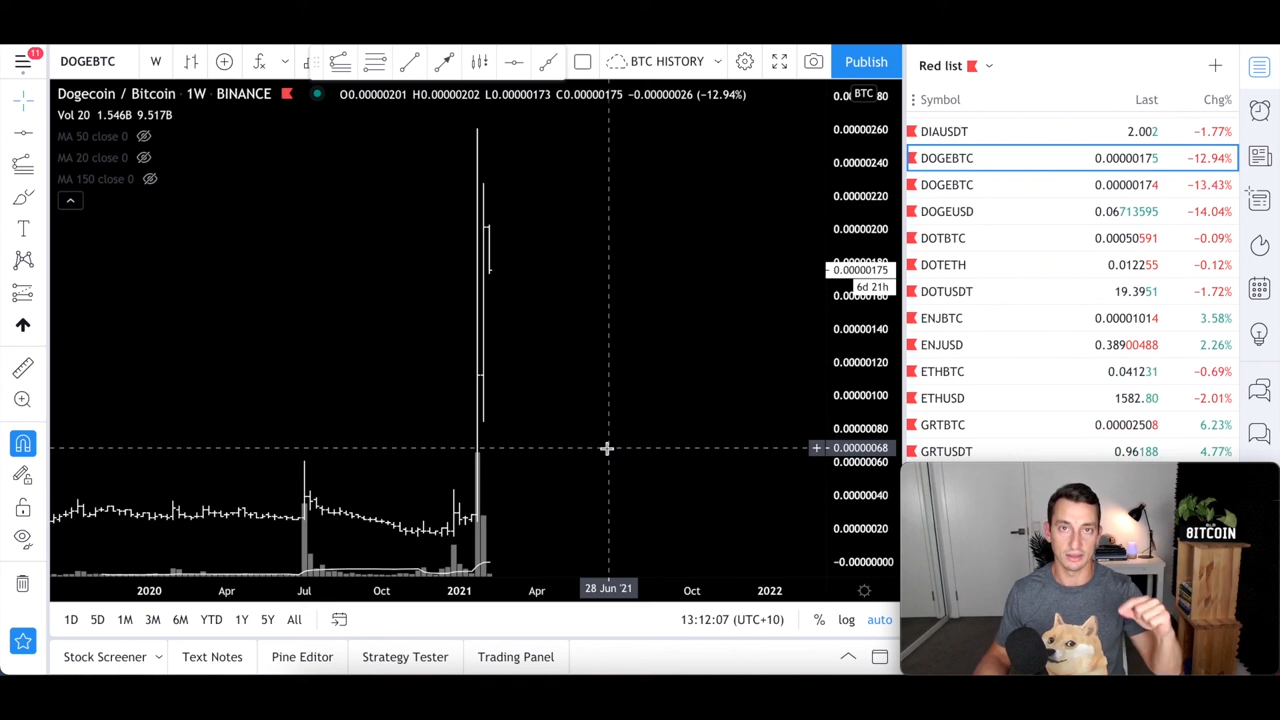 11
DOGEBTC W BTC HISTORY Publish
Dogecoin / Bitcoin · 1W · BINANCE O0.00000201 H0.00000202 L0.00000173 C0.00000175 −0.00000026 (−12.94%)
BTC
Vol 20 1.546B 9.517B
MA 50 close 0
MA 20 close 0
MA 150 close 0
0.00000260
0.00000240
0.00000220
0.00000200
0.00000175
6d 21h
0.00000160
0.00000140
0.00000120
0.00000100
0.00000080
0.00000068
0.00000060
0.00000040
0.00000020
−0.00000000
2020 Apr Jul Oct 2021 Apr 28 Jun '21 Oct 2022
1D 5D 1M 3M 6M YTD 1Y 5Y All 13:12:07 (UTC+10) % log auto
Stock Screener Text Notes Pine Editor Strategy Tester Trading Panel
Red list
Symbol Last Chg%
DIAUSDT 2.002 −1.77%
DOGEBTC 0.00000175 −12.94%
DOGEBTC 0.00000174 −13.43%
DOGEUSD 0.06713595 −14.04%
DOTBTC 0.00050591 −0.09%
DOTETH 0.012255 −0.12%
DOTUSDT 19.3951 −1.72%
ENJBTC 0.00001014 3.58%
ENJUSD 0.38900488 2.26%
ETHBTC 0.041231 −0.69%
ETHUSD 1582.80 −2.01%
GRTBTC 0.00002508 6.23%
GRTUSDT 0.96188 4.77%
BITCOIN